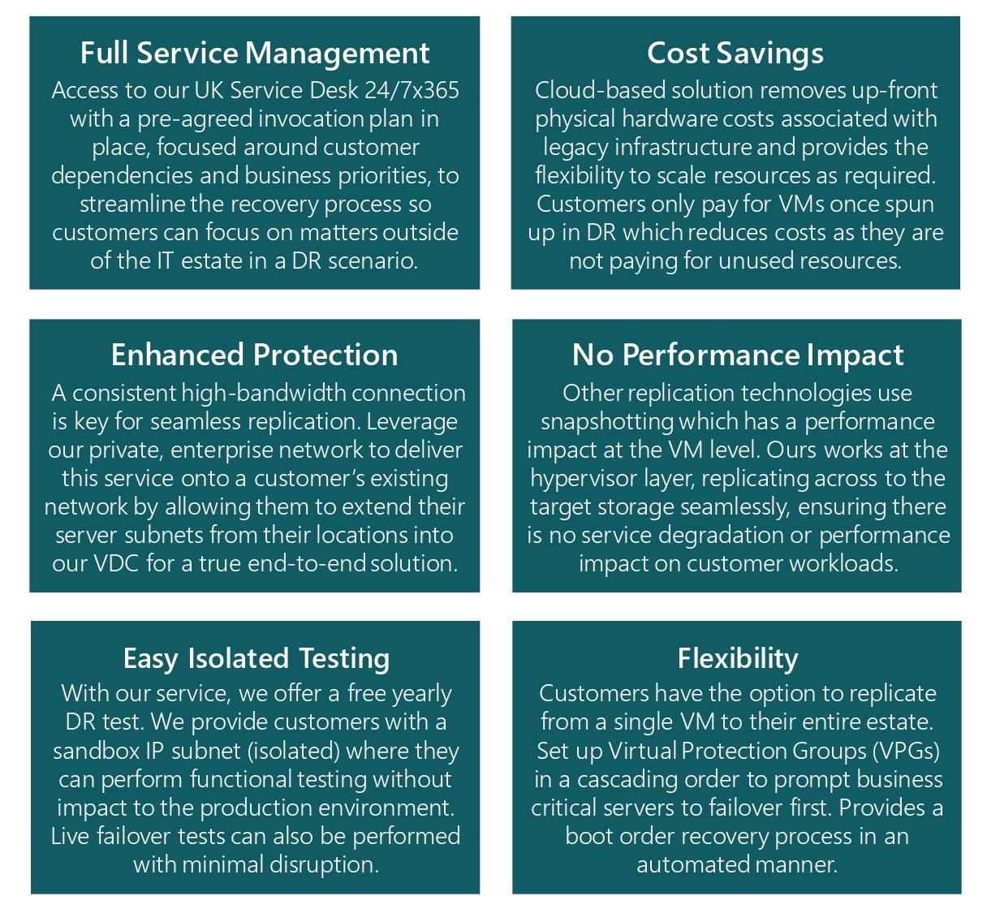 Full Service Management
Access to our UK Service Desk 24/7x365
with a pre-agreed invocation plan in
place, focused around customer
dependencies and business priorities, to
streamline the recovery process so
customers can focus on matters outside
of the IT estate in a DR scenario.
Cost Savings
Cloud-based solution removes up-front
physical hardware costs associated with
legacy infrastructure and provides the
flexibility to scale resources as required.
Customers only pay for VMs once spun
up in DR which reduces costs as they are
not paying for unused resources.
Enhanced Protection
A consistent high-bandwidth connection
is key for seamless replication. Leverage
our private, enterprise network to deliver
this service onto a customer’s existing
network by allowing them to extend their
server subnets from their locations into
our VDC for a true end-to-end solution.
No Performance Impact
Other replication technologies use
snapshotting which has a performance
impact at the VM level. Ours works at the
hypervisor layer, replicating across to the
target storage seamlessly, ensuring there
is no service degradation or performance
impact on customer workloads.
Easy Isolated Testing
With our service, we offer a free yearly
DR test. We provide customers with a
sandbox IP subnet (isolated) where they
can perform functional testing without
impact to the production environment.
Live failover tests can also be performed
with minimal disruption.
Flexibility
Customers have the option to replicate
from a single VM to their entire estate.
Set up Virtual Protection Groups (VPGs)
in a cascading order to prompt business
critical servers to failover first. Provides a
boot order recovery process in an
automated manner.